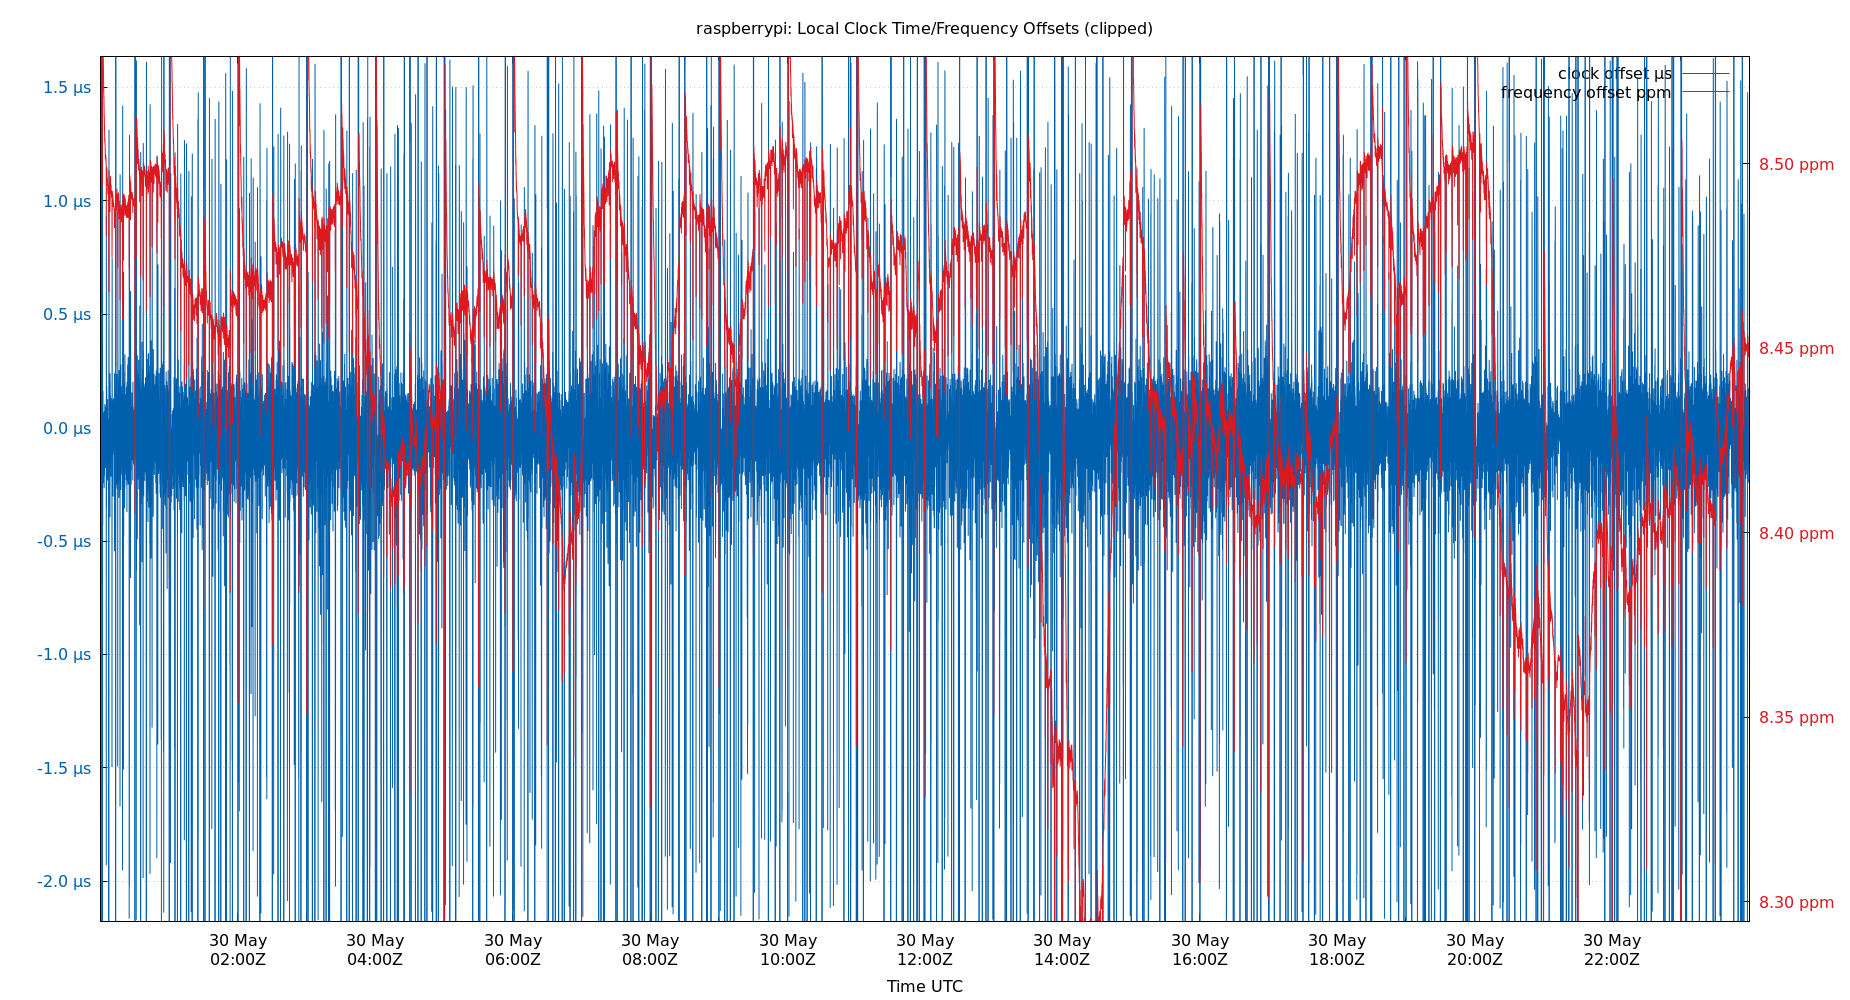 raspberrypi: Local Clock Time/Frequency Offsets (clipped)
clock offset µs
frequency offset ppm
1.5 µs
1.0 µs
0.5 µs
0.0 µs
-0.5 µs
-1.0 µs
-1.5 µs
-2.0 µs
8.50 ppm
8.45 ppm
8.40 ppm
8.35 ppm
8.30 ppm
30 May 30 May 30 May 30 May 30 May 30 May 30 May 30 May 30 May 30 May 30 May
02:00Z 04:00Z 06:00Z 08:00Z 10:00Z 12:00Z 14:00Z 16:00Z 18:00Z 20:00Z 22:00Z
Time UTC